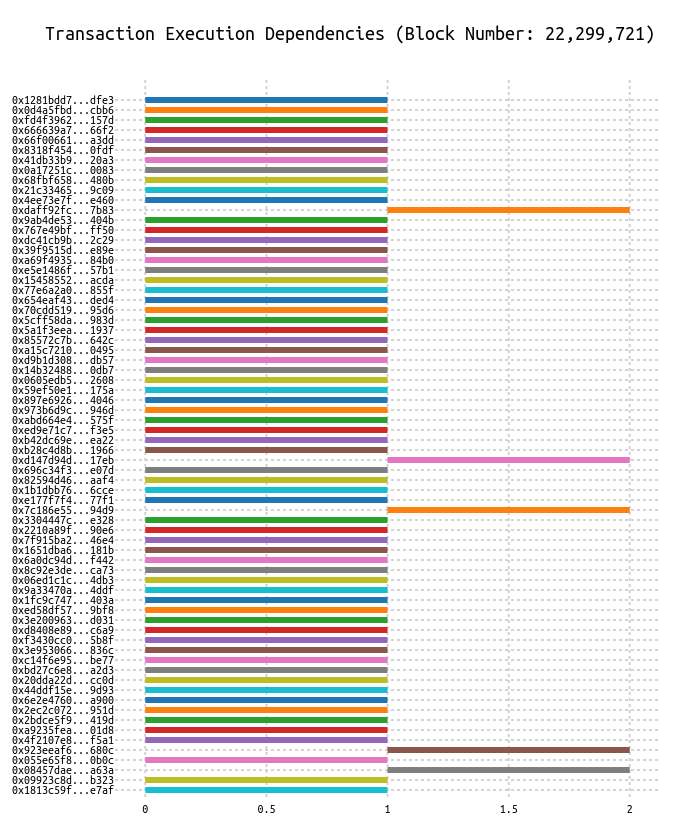 Transaction Execution Dependencies (Block Number: 22,299,721)
0x1281bdd7...dfe3
0x0d4a5fbd...cbb6
0xfd4f3962...157d
0x666639a7...66f2
0x66f00661...a3dd
0x8318f454...0fdf
0x41db33b9...20a3
0x0a17251c...0083
0x68fbf658...480b
0x21c33465...9c09
0x4ee73e7f...e460
0xdaff92fc...7b83
0x9ab4de53...404b
0x767e49bf...ff50
0xdc41cb9b...2c29
0x39f9515d...e89e
0xa69f4935...84b0
0xe5e1486f...57b1
0x15458552...acda
0x77e6a2a0...855f
0x654eaf43...ded4
0x70cdd519...95d6
0x5cff58da...983d
0x5a1f3eea...1937
0x85572c7b...642c
0xa15c7210...0495
0xd9b1d308...db57
0x14b32488...0db7
0x0605edb5...2608
0x59ef50e1...175a
0x897e6926...4046
0x973b6d9c...946d
0xabd664e4...575f
0xed9e71c7...f3e5
0xb42dc69e...ea22
0xb28c4d8b...1966
0xd147d94d...17eb
0x696c34f3...e07d
0x82594d46...aaf4
0x1b1dbb76...6cce
0xe177f7f4...77f1
0x7c186e55...94d9
0x3304447c...e328
0x2210a89f...90e6
0x7f915ba2...46e4
0x1651dba6...181b
0x6a0dc94d...f442
0x8c92e3de...ca73
0x06ed1c1c...4db3
0x9a33470a...4ddf
0x1fc9c747...403a
0xed58df57...9bf8
0x3e200963...d031
0xd8408e89...c6a9
0xf3430cc0...5b8f
0x3e953066...836c
0xc14f6e95...be77
0xbd27c6e8...a2d3
0x20dda22d...cc0d
0x44ddf15e...9d93
0x6e2e4760...a900
0x2ec2c072...951d
0x2bdce5f9...419d
0xa9235fea...01d8
0x4f2107e8...f5a1
0x923eeaf6...680c
0x055e65f8...0b0c
0x08457dae...a63a
0x09923c8d...b323
0x1813c59f...e7af
0 0.5 1 1.5 2